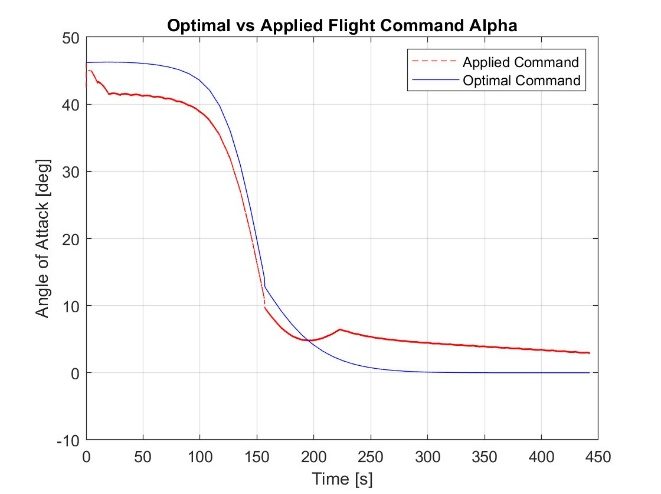 Optimal vs Applied Flight Command Alpha
Applied Command
Optimal Command
Angle of Attack [deg]
50
40
30
20
10
0
-10
0 50 100 150 200 250 300 350 400 450
Time [s]